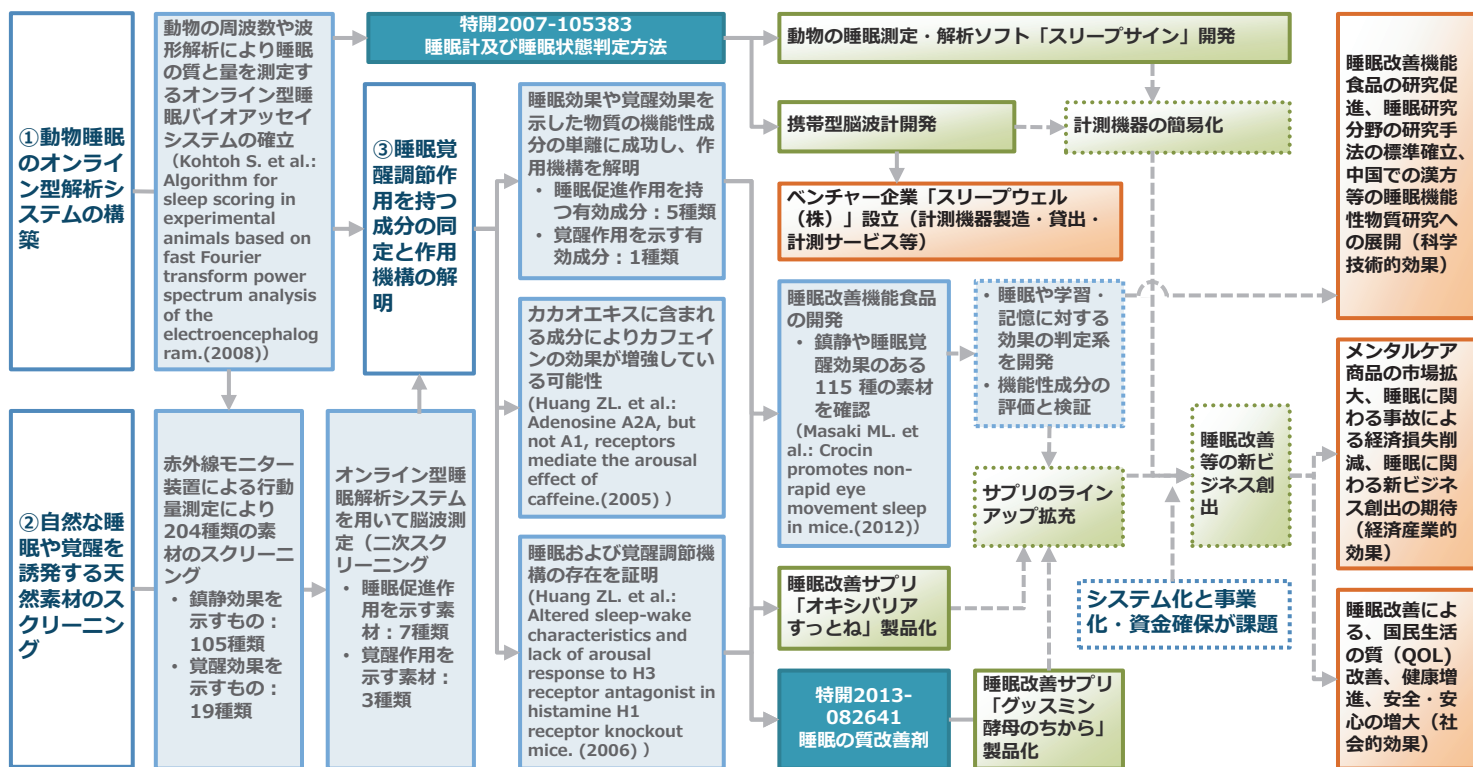 ①動物睡眠
のオンライ
ン型解析シ
ステムの構
築
動物の周波数や波
形解析により睡眠
の質と量を測定す
るオンライン型睡
眠バイオアッセイ
システムの確立
（Kohtoh S. et al.:
Algorithm for
sleep scoring in
experimental
animals based on
fast Fourier
transform power
spectrum analysis
of the
electroencephalog
ram.(2008)）
特開2007-105383
睡眠計及び睡眠状態判定方法
③睡眠覚
醒調節作
用を持つ
成分の同
定と作用
機構の解
明
睡眠効果や覚醒効果を
示した物質の機能性成
分の単離に成功し、作
用機構を解明
• 睡眠促進作用を持
つ有効成分：5種類
• 覚醒作用を示す有
効成分：1種類
カカオエキスに含まれ
る成分によりカフェイ
ンの効果が増強してい
る可能性
(Huang ZL. et al.:
Adenosine A2A, but
not A1, receptors
mediate the arousal
effect of
caffeine.(2005) ）
睡眠および覚醒調節機
構の存在を証明
(Huang ZL. et al.:
Altered sleep-wake
characteristics and
lack of arousal
response to H3
receptor antagonist in
histamine H1
receptor knockout
mice. (2006) ）
②自然な睡
眠や覚醒を
誘発する天
然素材のス
クリーニン
グ
赤外線モニター
装置による行動
量測定により
204種類の素
材のスクリーニ
ング
• 鎮静効果を
示すもの：
105種類
• 覚醒効果を
示すもの：
19種類
オンライン型睡
眠解析システム
を用いて脳波測
定（二次スク
リーニング
• 睡眠促進作
用を示す素
材：7種類
• 覚醒作用を
示す素材：
3種類
動物の睡眠測定・解析ソフト「スリープサイン」開発
携帯型脳波計開発
計測機器の簡易化
ベンチャー企業「スリープウェル
（株）」設立（計測機器製造・貸出・
計測サービス等）
睡眠改善機能食品
の開発
• 鎮静や睡眠覚
醒効果のある
115 種の素材
を確認
（Masaki ML. et
al.: Crocin
promotes non-
rapid eye
movement sleep
in mice.(2012)）
• 睡眠や学習・
記憶に対する
効果の判定系
を開発
• 機能性成分の
評価と検証
サプリのライン
アップ拡充
睡眠改善
等の新ビ
ジネス創
出
睡眠改善サプリ
「オキシバリア
すっとね」製品化
システム化と事業
化・資金確保が課題
特開2013-
082641
睡眠の質改善剤
睡眠改善サプリ
「グッスミン
酵母のちから」
製品化
睡眠改善機能
食品の研究促
進、睡眠研究
分野の研究手
法の標準確立、
中国での漢方
等の睡眠機能
性物質研究へ
の展開（科学
技術的効果）
メンタルケア
商品の市場拡
大、睡眠に関
わる事故によ
る経済損失削
減、睡眠に関
わる新ビジネ
ス創出の期待
（経済産業的
効果）
睡眠改善によ
る、国民生活
の質（QOL）
改善、健康増
進、安全・安
心の増大（社
会的効果）